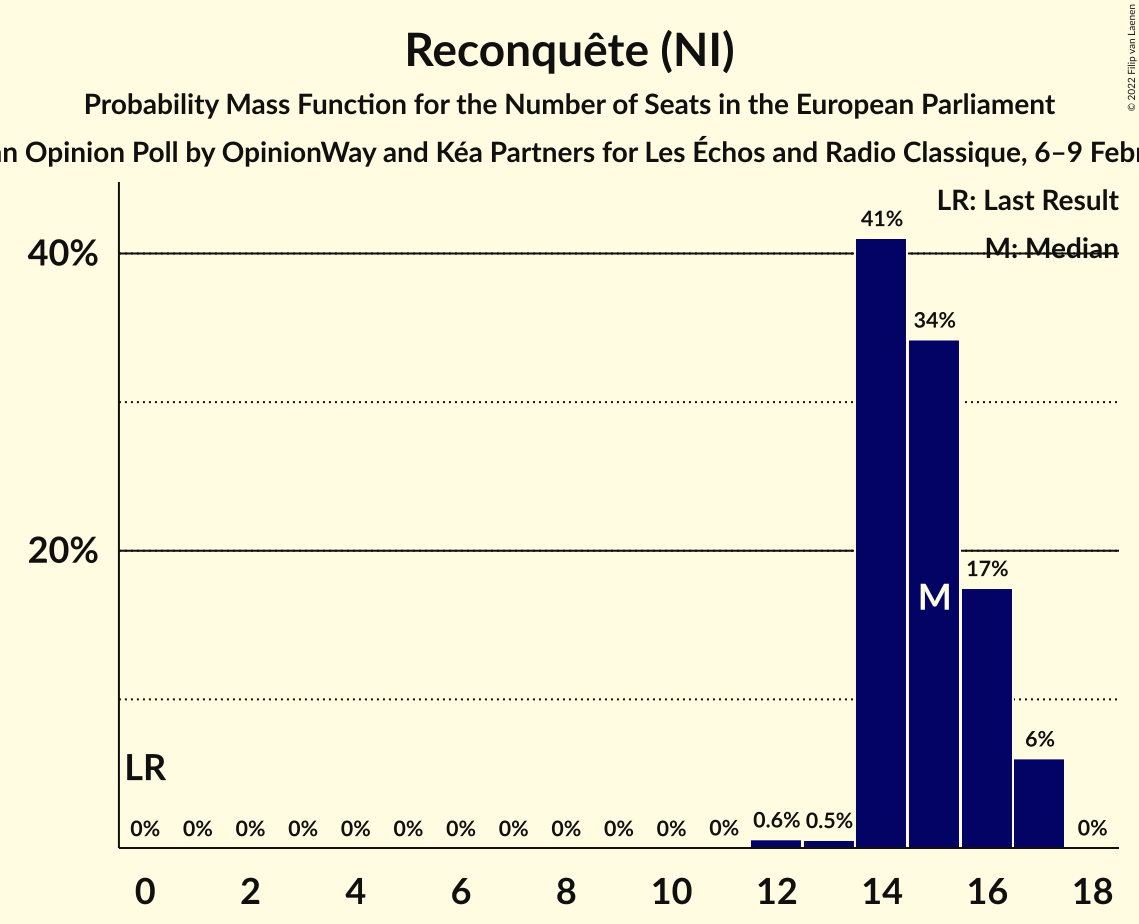 Reconquête (NI)
Probability Mass Function for the Number of Seats in the European Parliament
Opinion Poll by OpinionWay and Kéa Partners for Les Échos and Radio Classique, 6–9
© 2022 Filip van Laenen
LR: Last Result
M: Median
41%
40%
34%
20%
17%
M
6%
LR
0% 0% 0% 0% 0% 0% 0% 0% 0% 0% 0% 0% 0.6% 0.5% 0%
0 2 4 6 8 10 12 14 16 18